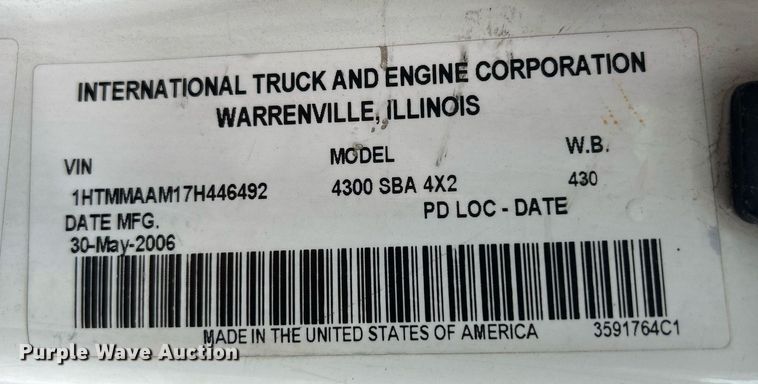 INTERNATIONAL TRUCK AND ENGINE CORPORATION
WARRENVILLE, ILLINOIS
VIN MODEL W.B.
1HTMMAAM17H446492 4300 SBA 4X2 430
DATE MFG. PD LOC - DATE
30-May-2006
MADE IN THE UNITED STATES OF AMERICA 3591764C1
Purple Wave Auction